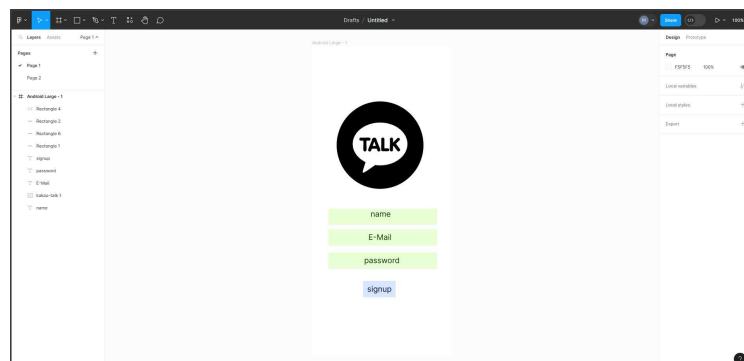 Drafts / Untitled
Share
100%
Layers Assets Page 1
Design Prototype
Pages
Page 1
Page 2
Android Large - 1
Rectangle 4
Rectangle 2
Rectangle 6
Rectangle 1
signup
password
E-Mail
kakao-talk 1
name
Android Large - 1
TALK
name
E-Mail
password
signup
Page
F5F5F5 100%
Local variables
Local styles
Export